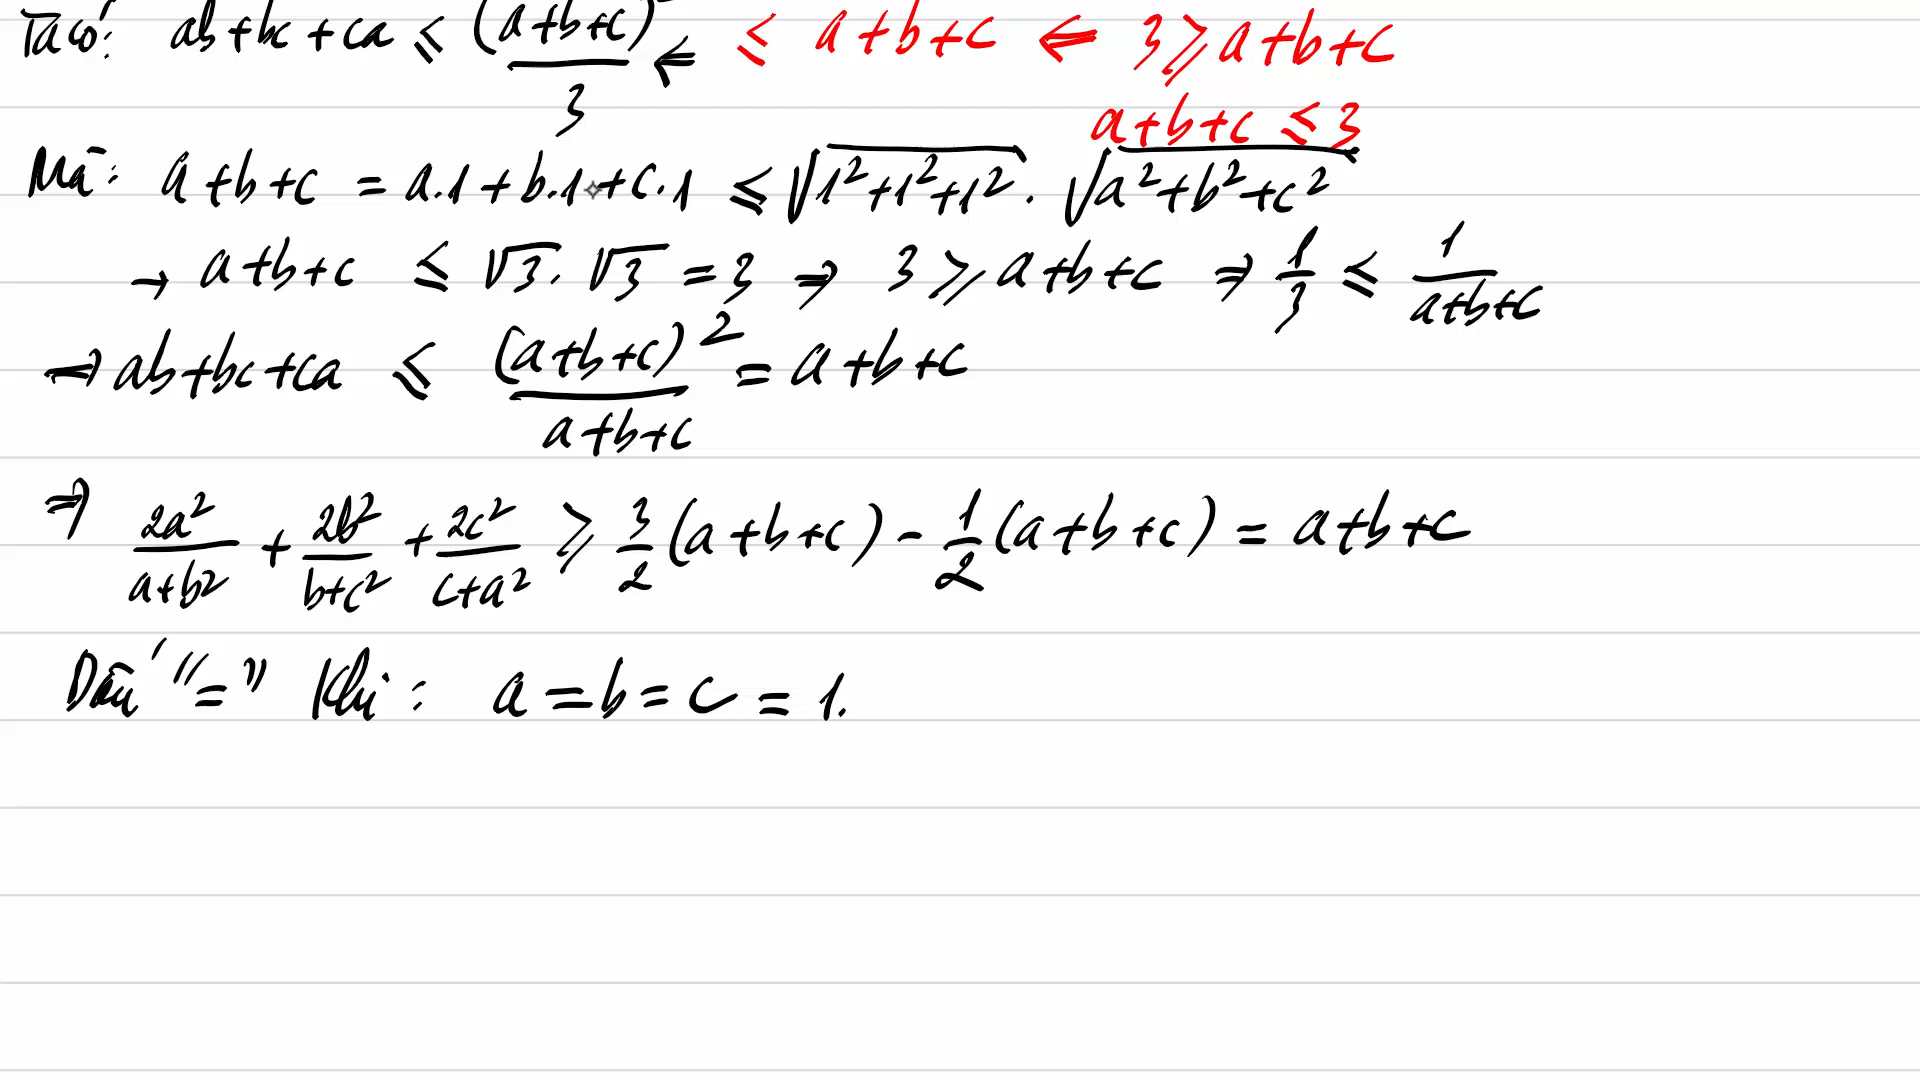 Ta có: ab+bc+ca ≤ (a+b+c)²/3 ← ≤ a+b+c ⇐ 3 ≥ a+b+c
a+b+c ≤ 3
Mà: a+b+c = a.1+b.1+c.1 ≤ √(1²+1²+1²) . √(a²+b²+c²)
→ a+b+c ≤ √3 . √3 = 3 ⇒ 3 ≥ a+b+c ⇒ 1/3 ≤ 1/(a+b+c)
⇒ ab+bc+ca ≤ (a+b+c)²/(a+b+c) = a+b+c
⇒ 2a²/(a+b²) + 2b²/(b+c²) + 2c²/(c+a²) ≥ 3/2 (a+b+c) - 1/2 (a+b+c) = a+b+c
Dấu "=" khi: a = b = c = 1.